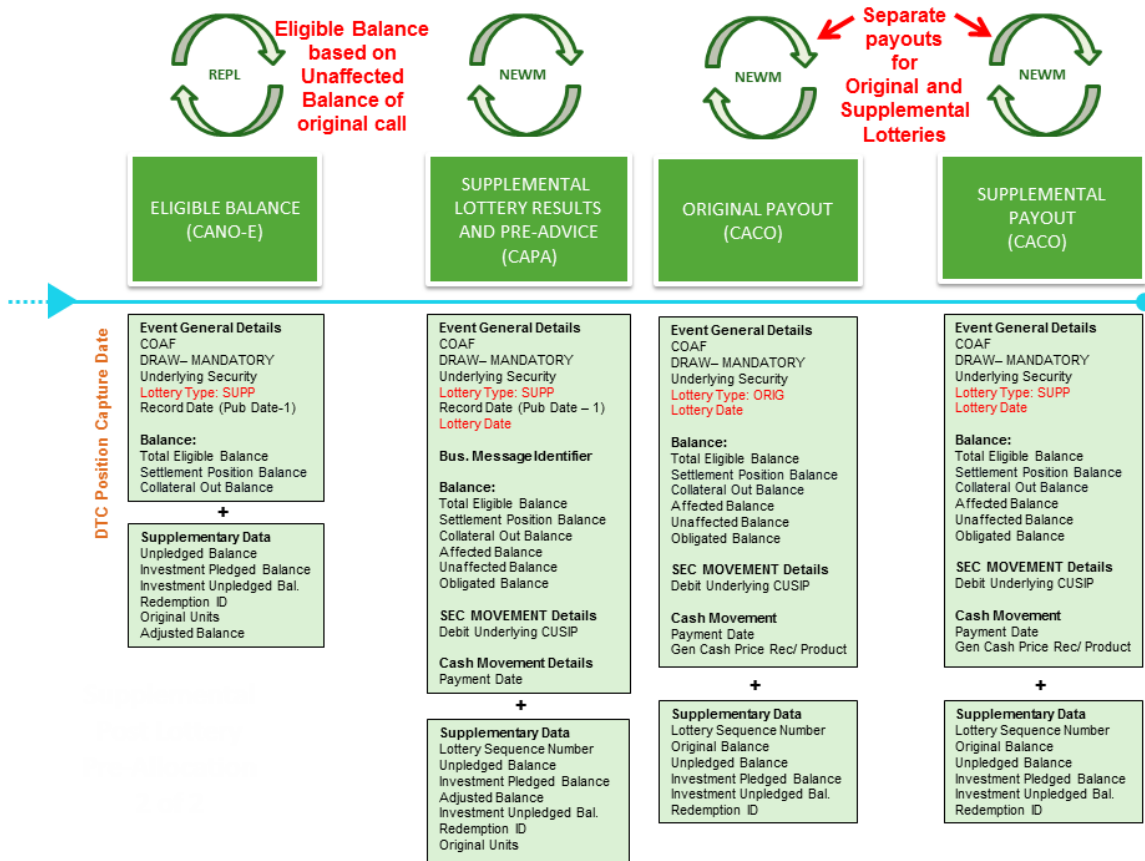 REPL
Eligible Balance
based on
Unaffected
Balance of
original call
NEWM
NEWM
Separate
payouts
for
Original and
Supplemental
Lotteries
NEWM
ELIGIBLE BALANCE
(CANO-E)
SUPPLEMENTAL
LOTTERY RESULTS
AND PRE-ADVICE
(CAPA)
ORIGINAL PAYOUT
(CACO)
SUPPLEMENTAL
PAYOUT
(CACO)
DTC Position Capture Date
Event General Details
COAF
DRAW– MANDATORY
Underlying Security
Lottery Type: SUPP
Record Date (Pub Date-1)
Balance:
Total Eligible Balance
Settlement Position Balance
Collateral Out Balance
+
Supplementary Data
Unpledged Balance
Investment Pledged Balance
Investment Unpledged Bal.
Redemption ID
Original Units
Adjusted Balance
Event General Details
COAF
DRAW– MANDATORY
Underlying Security
Lottery Type: SUPP
Record Date (Pub Date – 1)
Lottery Date
Bus. Message Identifier
Balance:
Total Eligible Balance
Settlement Position Balance
Collateral Out Balance
Affected Balance
Unaffected Balance
Obligated Balance
SEC MOVEMENT Details
Debit Underlying CUSIP
Cash Movement Details
Payment Date
+
Supplementary Data
Lottery Sequence Number
Unpledged Balance
Investment Pledged Balance
Adjusted Balance
Investment Unpledged Bal.
Redemption ID
Original Units
Event General Details
COAF
DRAW– MANDATORY
Underlying Security
Lottery Type: ORIG
Lottery Date
Balance:
Total Eligible Balance
Settlement Position Balance
Collateral Out Balance
Affected Balance
Unaffected Balance
Obligated Balance
SEC MOVEMENT Details
Debit Underlying CUSIP
Cash Movement
Payment Date
Gen Cash Price Rec/ Product
+
Supplementary Data
Lottery Sequence Number
Original Balance
Unpledged Balance
Investment Pledged Balance
Investment Unpledged Bal.
Redemption ID
Event General Details
COAF
DRAW– MANDATORY
Underlying Security
Lottery Type: SUPP
Lottery Date
Balance:
Total Eligible Balance
Settlement Position Balance
Collateral Out Balance
Affected Balance
Unaffected Balance
Obligated Balance
SEC MOVEMENT Details
Debit Underlying CUSIP
Cash Movement
Payment Date
Gen Cash Price Rec/ Product
+
Supplementary Data
Lottery Sequence Number
Original Balance
Unpledged Balance
Investment Pledged Balance
Investment Unpledged Bal.
Redemption ID